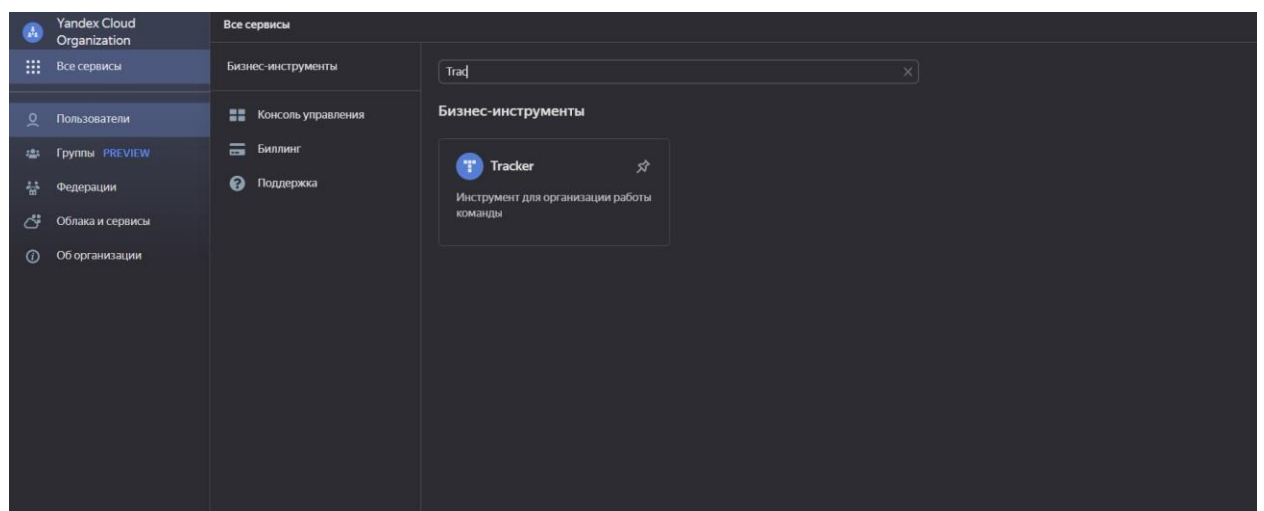 Yandex Cloud
Organization
Все сервисы
Пользователи
Группы PREVIEW
Федерации
Облака и сервисы
Об организации
Все сервисы
Бизнес-инструменты
Консоль управления
Биллинг
Поддержка
Trac
Бизнес-инструменты
Tracker
Инструмент для организации работы
команды